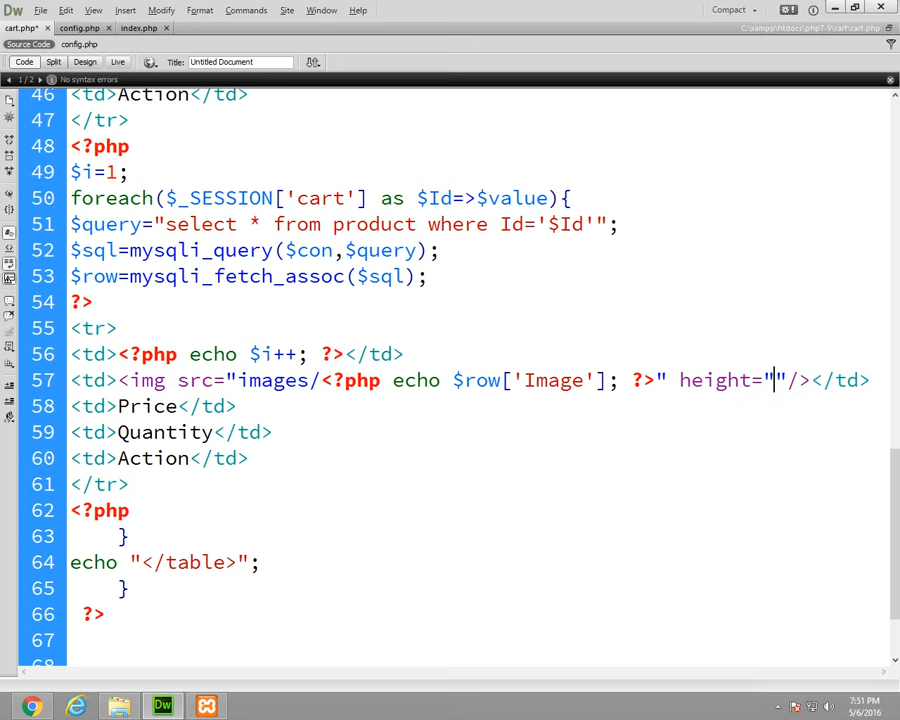 Dw File Edit View Insert Modify Format Commands Site Window Help Compact
cart.php* × config.php × index.php × C:\xampp\htdocs\php7-9\cart\cart.php
Source Code config.php
Code Split Design Live Title: Untitled Document
1/2 No syntax errors
46 <td>Action</td>
47 </tr>
48 <?php
49 $i=1;
50 foreach($_SESSION['cart'] as $Id=>$value){
51 $query="select * from product where Id='$Id'";
52 $sql=mysqli_query($con,$query);
53 $row=mysqli_fetch_assoc($sql);
54 ?>
55 <tr>
56 <td><?php echo $i++; ?></td>
57 <td><img src="images/<?php echo $row['Image']; ?>" height=""/></td>
58 <td>Price</td>
59 <td>Quantity</td>
60 <td>Action</td>
61 </tr>
62 <?php
63 }
64 echo "</table>";
65 }
66 ?>
67
68
Dw
7:51 PM
5/6/2016